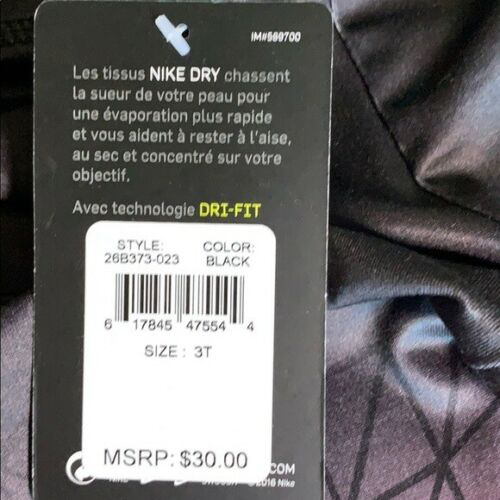 IM#589700
Les tissus NIKE DRY chassent
la sueur de votre peau pour
une évaporation plus rapide
et vous aident à rester à l'aise,
au sec et concentré sur votre
objectif.
Avec technologie DRI-FIT
STYLE: COLOR:
26B373-023 BLACK
6 17845 47554 4
SIZE : 3T
MSRP: $30.00
.COM
©2016 Nike